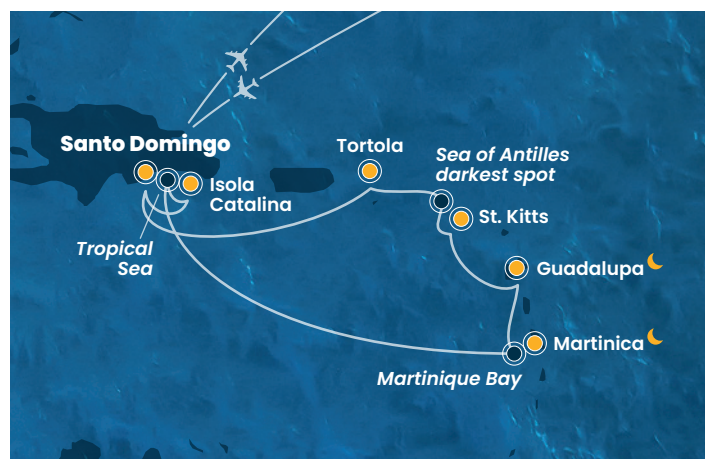 Santo Domingo
Tortola
Sea of Antilles
darkest spot
Isola
Catalina
St. Kitts
Tropical
Sea
Guadalupa
Martinica
Martinique Bay